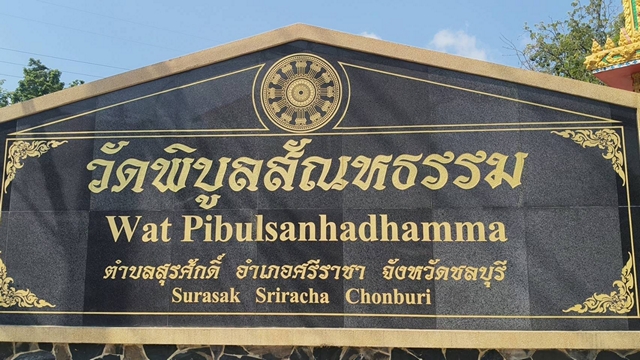 วัดพิบูลสัณหธรรม
Wat Pibulsanhadhamma
ตำบลสุรศักดิ์ อำเภอศรีราชา จังหวัดชลบุรี
Surasak Sriracha Chonburi